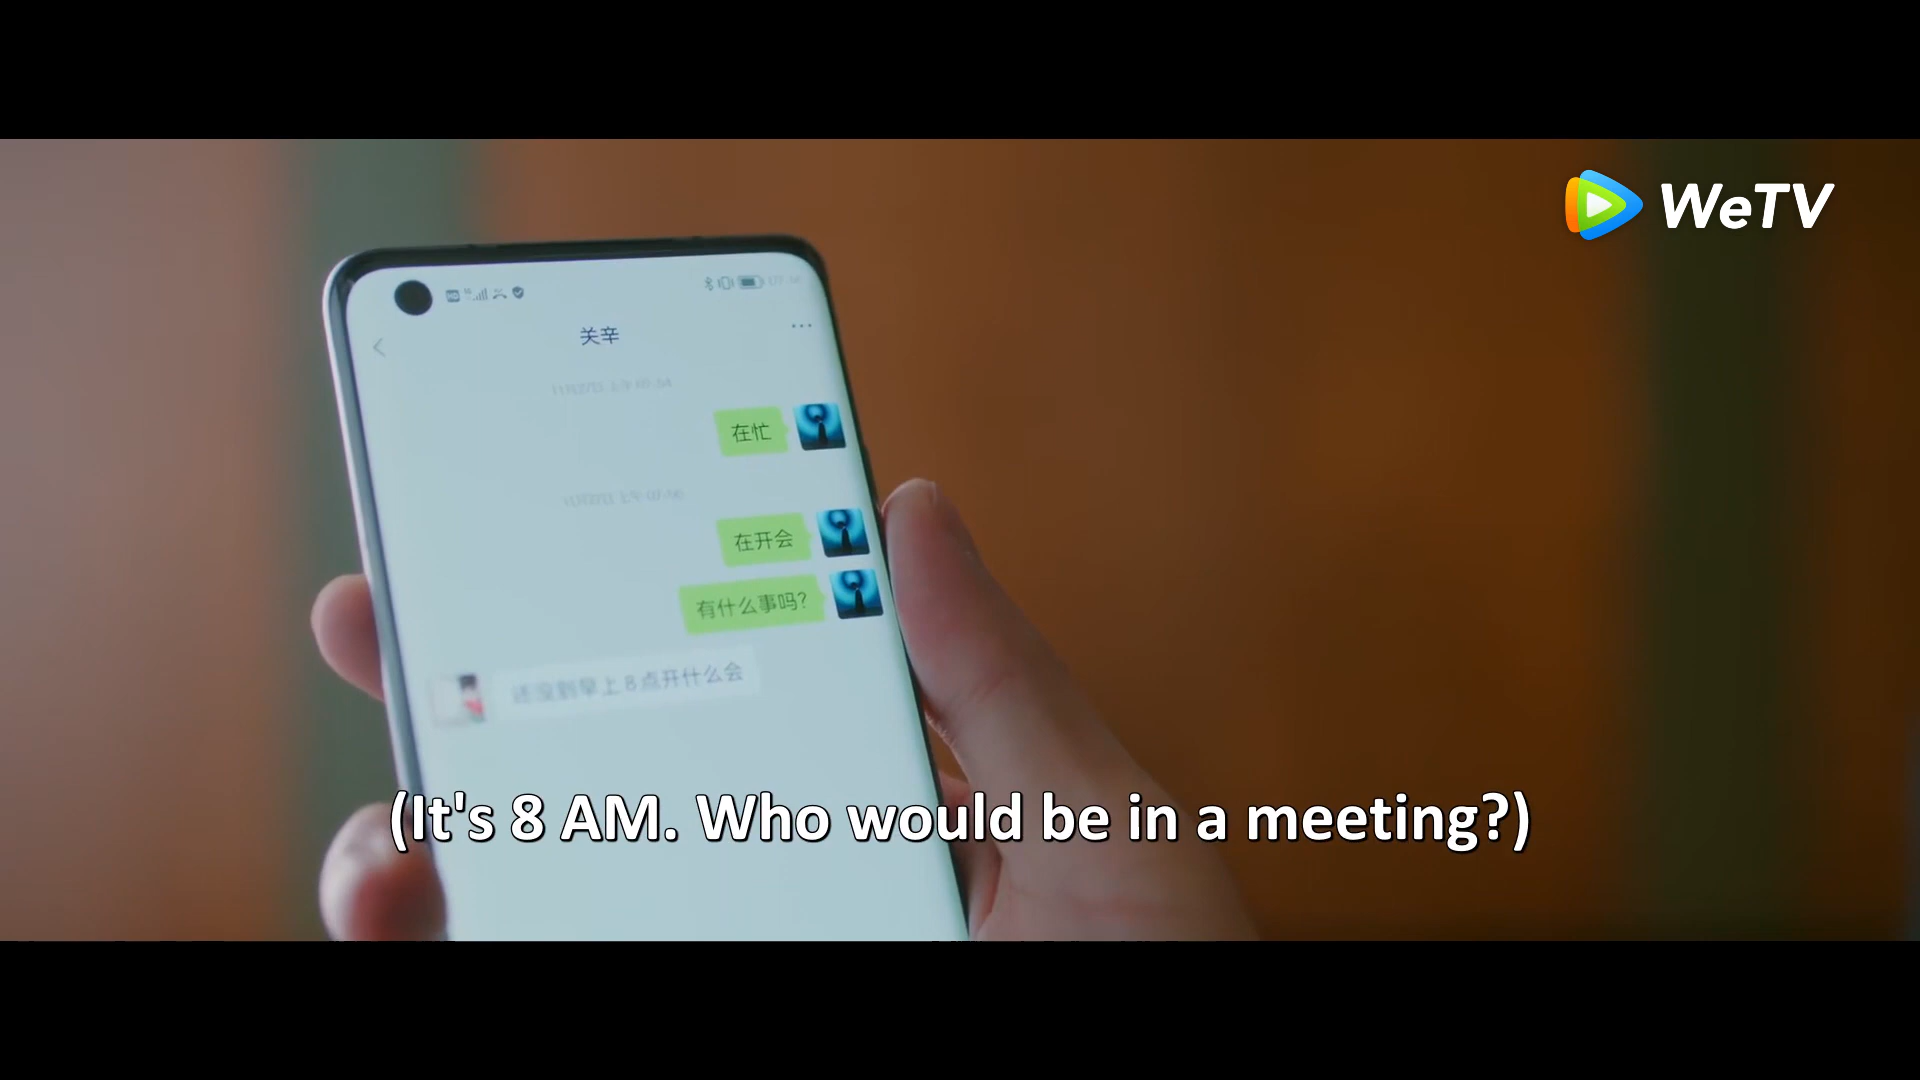 WeTV
关辛
在忙
在开会
有什么事吗?
还没到早上8点开什么会
(It's 8 AM. Who would be in a meeting?)